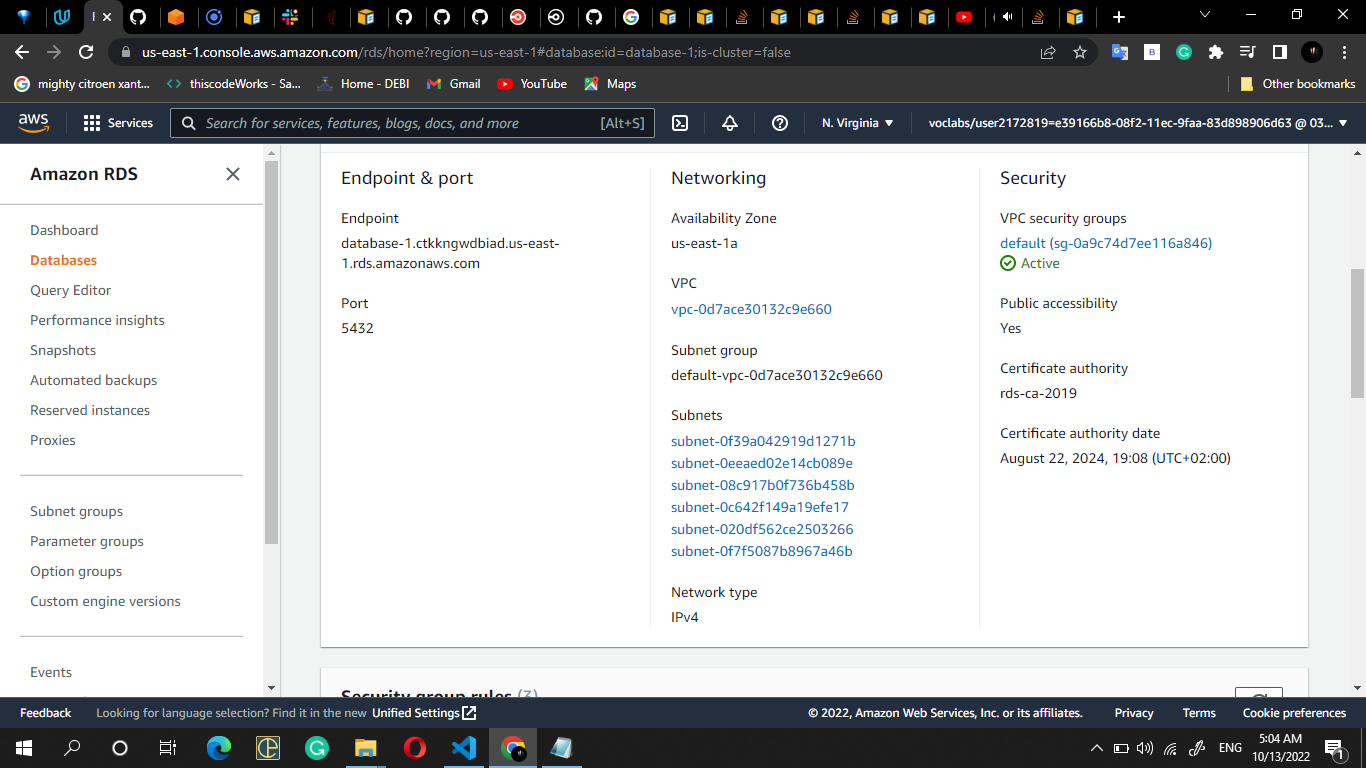 us-east-1.console.aws.amazon.com/rds/home?region=us-east-1#database:id=database-1;is-cluster=false
mighty citroen xant...
thiscodeWorks - Sa...
Home - DEBI
Gmail
YouTube
Maps
Other bookmarks
aws
Services
Search for services, features, blogs, docs, and more
[Alt+S]
N. Virginia
voclabs/user2172819=e39166b8-08f2-11ec-9faa-83d898906d63 @ 03...
Amazon RDS
Dashboard
Databases
Query Editor
Performance insights
Snapshots
Automated backups
Reserved instances
Proxies
Subnet groups
Parameter groups
Option groups
Custom engine versions
Events
Endpoint & port
Endpoint
database-1.ctkkngwdbiad.us-east-
1.rds.amazonaws.com
Port
5432
Networking
Availability Zone
us-east-1a
VPC
vpc-0d7ace30132c9e660
Subnet group
default-vpc-0d7ace30132c9e660
Subnets
subnet-0f39a042919d1271b
subnet-0eeaed02e14cb089e
subnet-08c917b0f736b458b
subnet-0c642f149a19efe17
subnet-020df562ce2503266
subnet-0f7f5087b8967a46b
Network type
IPv4
Security
VPC security groups
default (sg-0a9c74d7ee116a846)
Active
Public accessibility
Yes
Certificate authority
rds-ca-2019
Certificate authority date
August 22, 2024, 19:08 (UTC+02:00)
Security group rules (3)
Feedback
Looking for language selection? Find it in the new Unified Settings
© 2022, Amazon Web Services, Inc. or its affiliates.
Privacy
Terms
Cookie preferences
ENG
5:04 AM
10/13/2022
1